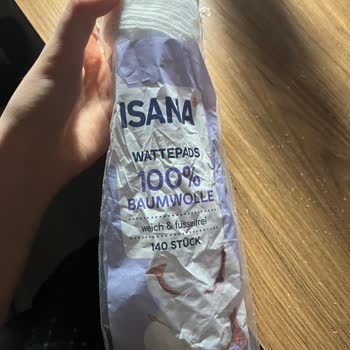 ISANA
WATTEPADS
100%
BAUMWOLLE
weich & fusselfrei
140 STÜCK